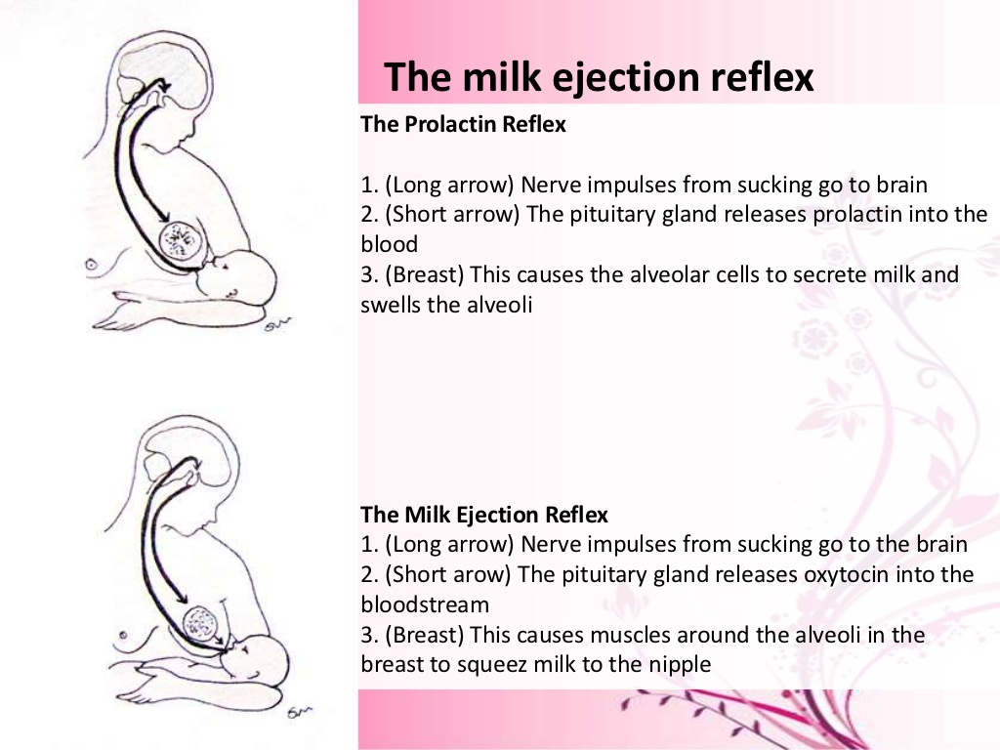 The milk ejection reflex
The Prolactin Reflex
1. (Long arrow) Nerve impulses from sucking go to brain
2. (Short arrow) The pituitary gland releases prolactin into the
blood
3. (Breast) This causes the alveolar cells to secrete milk and
swells the alveoli
The Milk Ejection Reflex
1. (Long arrow) Nerve impulses from sucking go to the brain
2. (Short arow) The pituitary gland releases oxytocin into the
bloodstream
3. (Breast) This causes muscles around the alveoli in the
breast to squeez milk to the nipple